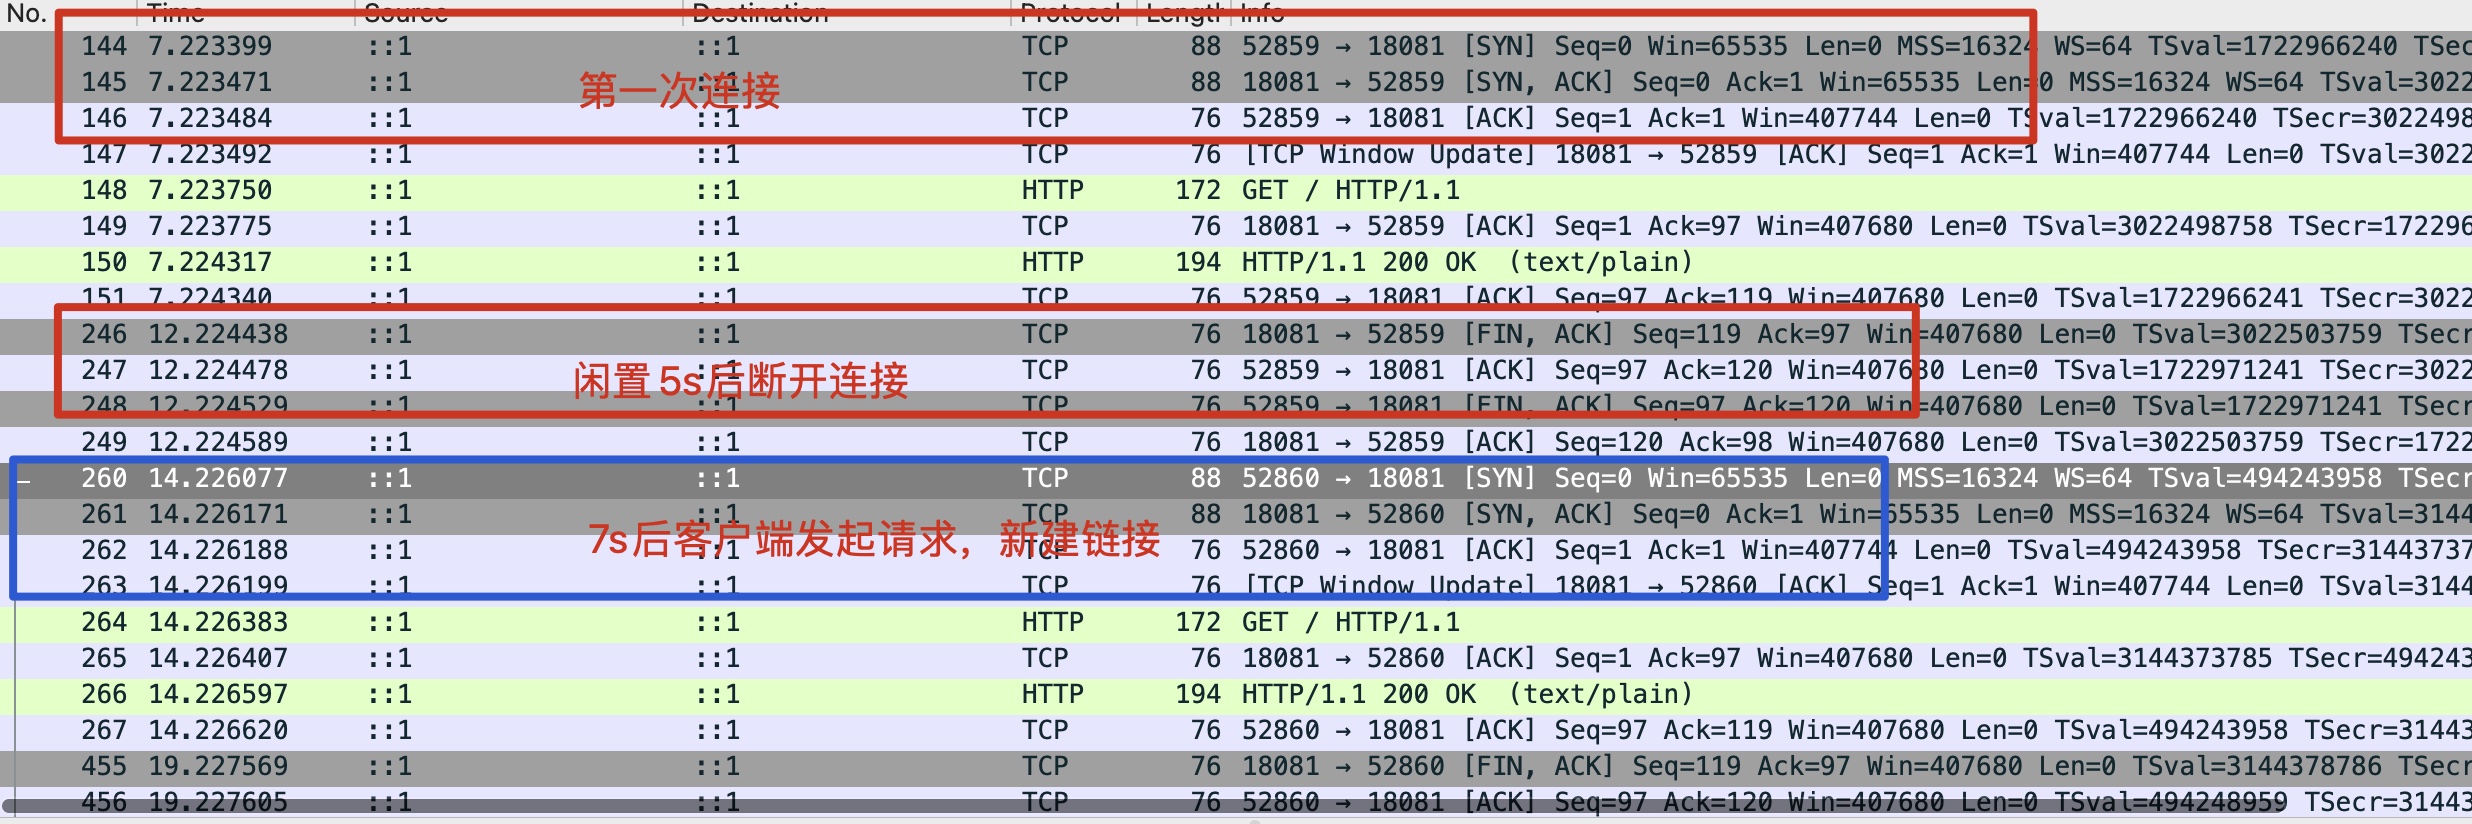 No. Time Source Destination Protocol Length Info
144 7.223399 ::1 ::1 TCP 88 52859 → 18081 [SYN] Seq=0 Win=65535 Len=0 MSS=16324 WS=64 TSval=1722966240 TSec
145 7.223471 ::1 ::1 TCP 88 18081 → 52859 [SYN, ACK] Seq=0 Ack=1 Win=65535 Len=0 MSS=16324 WS=64 TSval=3022
第一次连接
146 7.223484 ::1 ::1 TCP 76 52859 → 18081 [ACK] Seq=1 Ack=1 Win=407744 Len=0 TSval=1722966240 TSecr=3022498
147 7.223492 ::1 ::1 TCP 76 [TCP Window Update] 18081 → 52859 [ACK] Seq=1 Ack=1 Win=407744 Len=0 TSval=3022
148 7.223750 ::1 ::1 HTTP 172 GET / HTTP/1.1
149 7.223775 ::1 ::1 TCP 76 18081 → 52859 [ACK] Seq=1 Ack=97 Win=407680 Len=0 TSval=3022498758 TSecr=172296
150 7.224317 ::1 ::1 HTTP 194 HTTP/1.1 200 OK (text/plain)
151 7.224340 ::1 ::1 TCP 76 52859 → 18081 [ACK] Seq=97 Ack=119 Win=407680 Len=0 TSval=1722966241 TSecr=3022
246 12.224438 ::1 ::1 TCP 76 18081 → 52859 [FIN, ACK] Seq=119 Ack=97 Win=407680 Len=0 TSval=3022503759 TSecr
247 12.224478 ::1 ::1 TCP 76 52859 → 18081 [ACK] Seq=97 Ack=120 Win=407680 Len=0 TSval=1722971241 TSecr=3022
闲置5s后断开连接
248 12.224529 ::1 ::1 TCP 76 52859 → 18081 [FIN, ACK] Seq=97 Ack=120 Win=407680 Len=0 TSval=1722971241 TSecr
249 12.224589 ::1 ::1 TCP 76 18081 → 52859 [ACK] Seq=120 Ack=98 Win=407680 Len=0 TSval=3022503759 TSecr=1722
260 14.226077 ::1 ::1 TCP 88 52860 → 18081 [SYN] Seq=0 Win=65535 Len=0 MSS=16324 WS=64 TSval=494243958 TSecr
261 14.226171 ::1 ::1 TCP 88 18081 → 52860 [SYN, ACK] Seq=0 Ack=1 Win=65535 Len=0 MSS=16324 WS=64 TSval=3144
7s后客户端发起请求，新建链接
262 14.226188 ::1 ::1 TCP 76 52860 → 18081 [ACK] Seq=1 Ack=1 Win=407744 Len=0 TSval=494243958 TSecr=31443737
263 14.226199 ::1 ::1 TCP 76 [TCP Window Update] 18081 → 52860 [ACK] Seq=1 Ack=1 Win=407744 Len=0 TSval=3144
264 14.226383 ::1 ::1 HTTP 172 GET / HTTP/1.1
265 14.226407 ::1 ::1 TCP 76 18081 → 52860 [ACK] Seq=1 Ack=97 Win=407680 Len=0 TSval=3144373785 TSecr=494243
266 14.226597 ::1 ::1 HTTP 194 HTTP/1.1 200 OK (text/plain)
267 14.226620 ::1 ::1 TCP 76 52860 → 18081 [ACK] Seq=97 Ack=119 Win=407680 Len=0 TSval=494243958 TSecr=31443
455 19.227569 ::1 ::1 TCP 76 18081 → 52860 [FIN, ACK] Seq=119 Ack=97 Win=407680 Len=0 TSval=3144378786 TSecr
456 19.227605 ::1 ::1 TCP 76 52860 → 18081 [ACK] Seq=97 Ack=120 Win=407680 Len=0 TSval=494248959 TSecr=31443